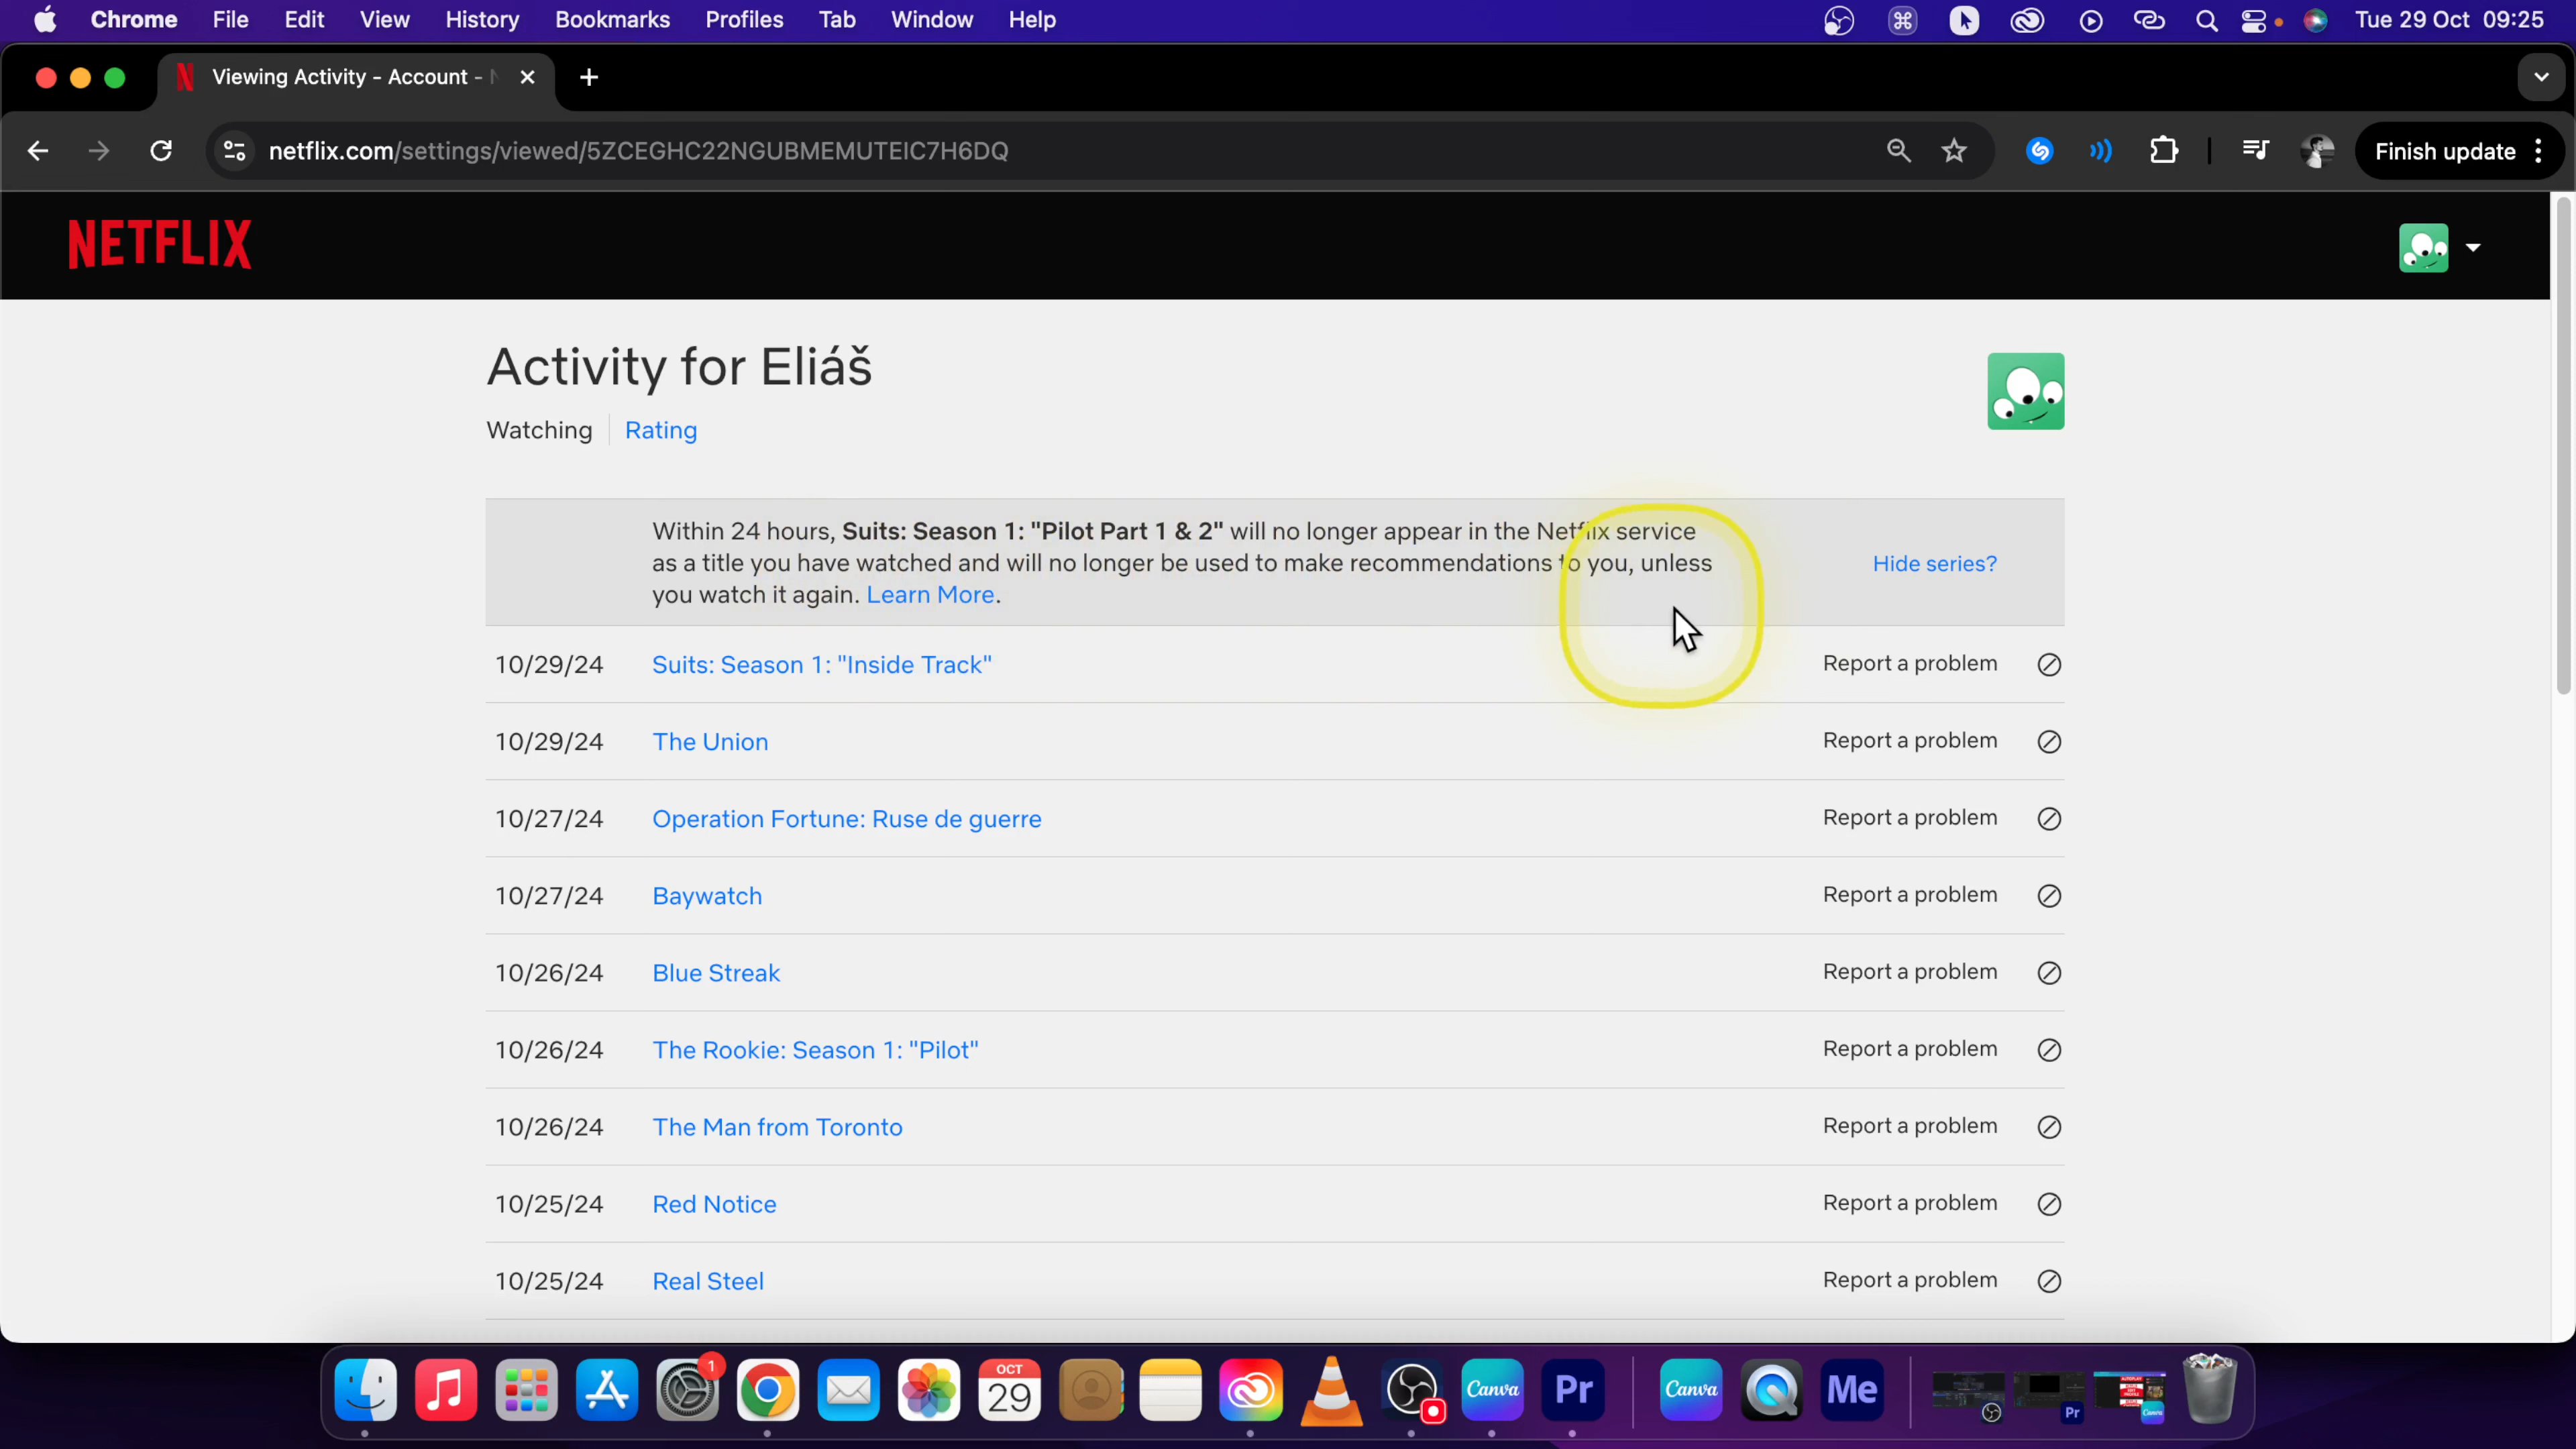 Chrome File Edit View History Bookmarks Profiles Tab Window Help Tue 29 Oct 09:25
Viewing Activity - Account -
netflix.com/settings/viewed/5ZCEGHC22NGUBMEMUTEIC7H6DQ Finish update
NETFLIX
Activity for Eliáš
Watching Rating
Within 24 hours, Suits: Season 1: "Pilot Part 1 & 2" will no longer appear in the Netflix service
as a title you have watched and will no longer be used to make recommendations to you, unless
you watch it again. Learn More.
Hide series?
10/29/24 Suits: Season 1: "Inside Track" Report a problem
10/29/24 The Union Report a problem
10/27/24 Operation Fortune: Ruse de guerre Report a problem
10/27/24 Baywatch Report a problem
10/26/24 Blue Streak Report a problem
10/26/24 The Rookie: Season 1: "Pilot" Report a problem
10/26/24 The Man from Toronto Report a problem
10/25/24 Red Notice Report a problem
10/25/24 Real Steel Report a problem
1
OCT
29
Canva Pr Canva Me
Pr Canva